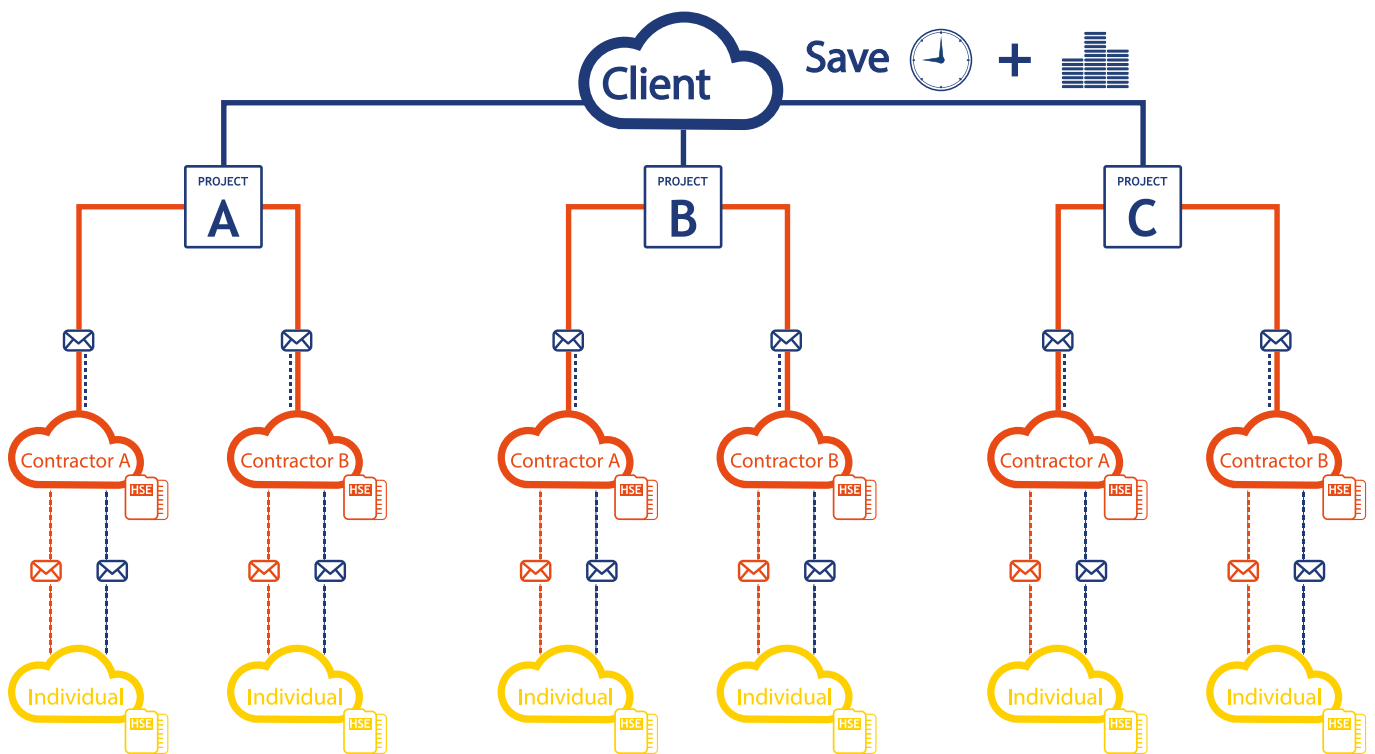 Client
Save
PROJECT
A
PROJECT
B
PROJECT
C
Contractor A
HSE
Contractor B
HSE
Contractor A
HSE
Contractor B
HSE
Contractor A
HSE
Contractor B
HSE
Individual
HSE
Individual
HSE
Individual
HSE
Individual
HSE
Individual
HSE
Individual
HSE